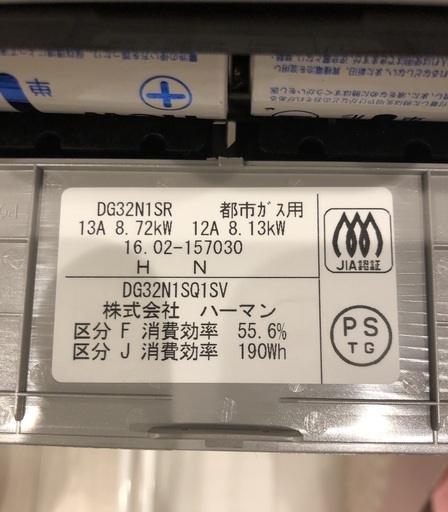 DG32N1SR 都市ガス用
13A 8.72kW 12A 8.13kW
16.02-157030
H N
JIA認証
DG32N1SQ1SV
株式会社 ハーマン
区分 F 消費効率 55.6%
区分 J 消費効率 190Wh
PS
TG